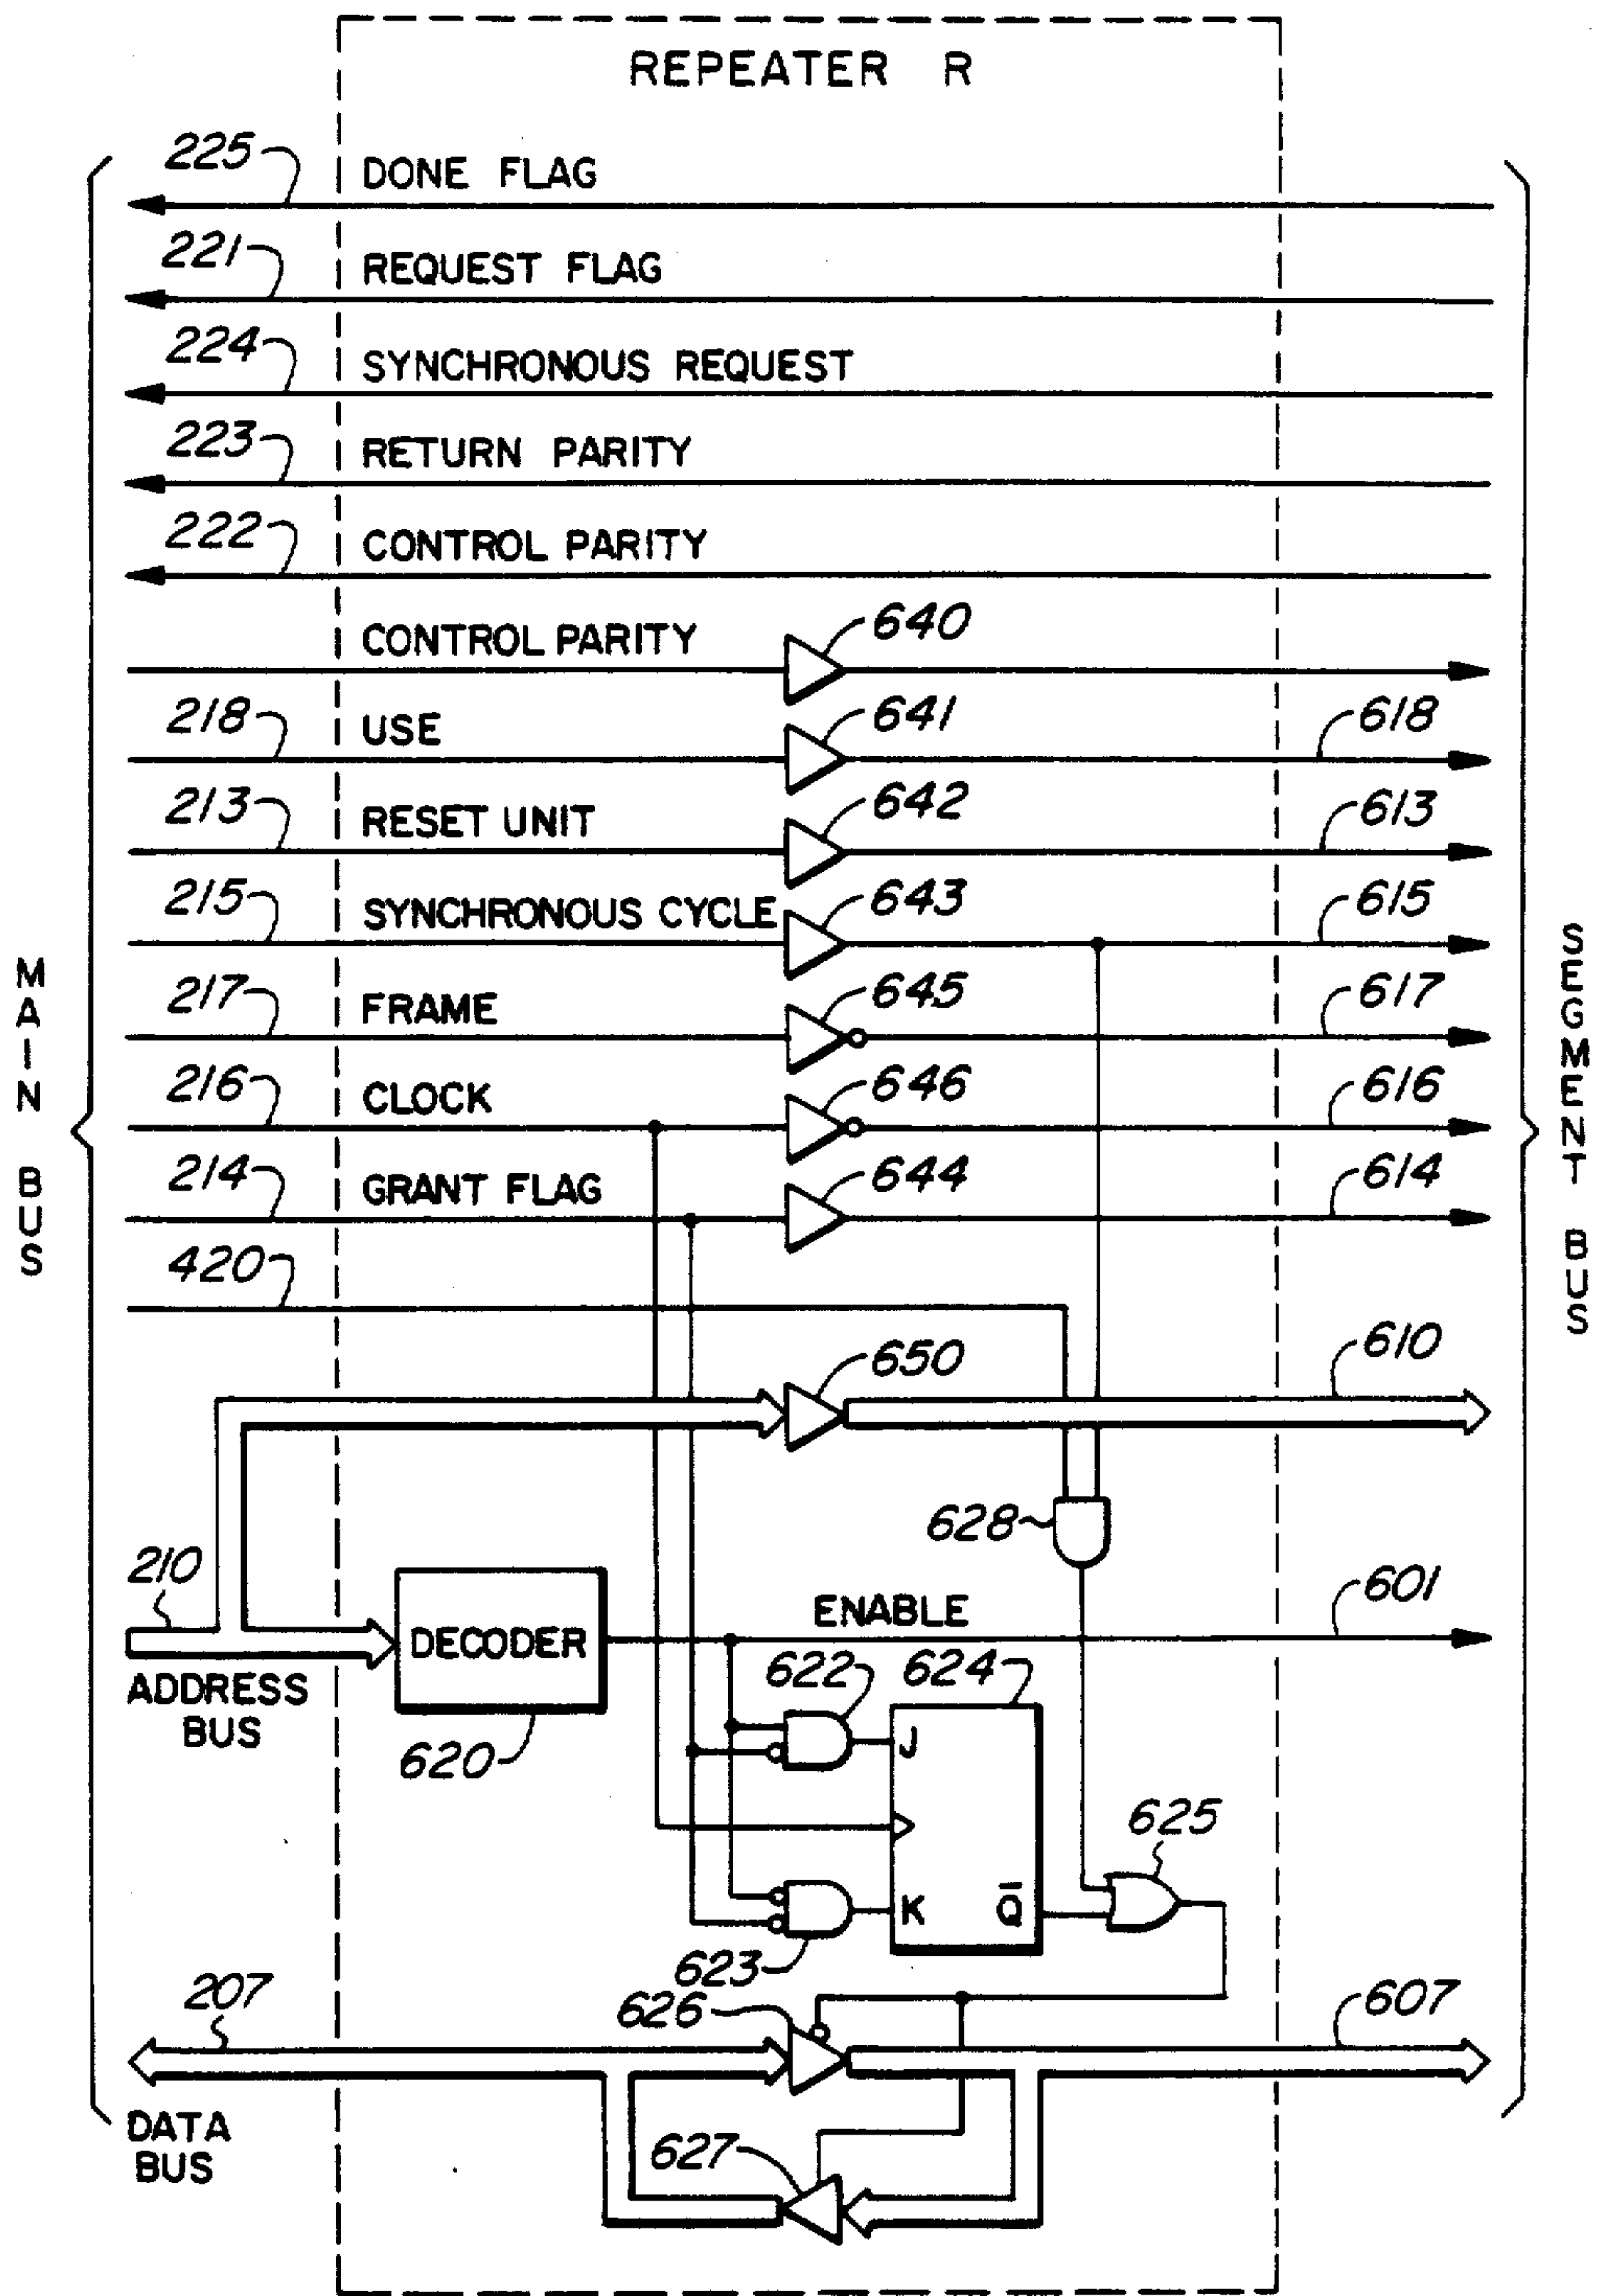 REPEATER R
225 DONE FLAG
221 REQUEST FLAG
224 SYNCHRONOUS REQUEST
223 RETURN PARITY
222 CONTROL PARITY
CONTROL PARITY 640
218 USE 641 618
213 RESET UNIT 642 613
215 SYNCHRONOUS CYCLE 643 615
217 FRAME 645 617
216 CLOCK 646 616
214 GRANT FLAG 644 614
420
MAIN BUS
SEGMENT BUS
650 610
628
210 DECODER ENABLE 601
ADDRESS
BUS
620
622 624
J
625
K Q̅
623
207 626 607
DATA
BUS
627